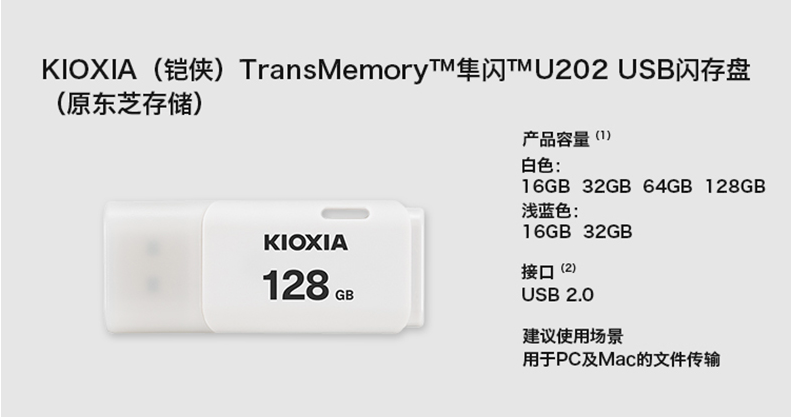 KIOXIA（铠侠）TransMemory™隼闪™U202 USB闪存盘
（原东芝存储）
产品容量 (1)
白色：
16GB 32GB 64GB 128GB
浅蓝色：
16GB 32GB
接口 (2)
USB 2.0
建议使用场景
用于PC及Mac的文件传输
KIOXIA
128 GB